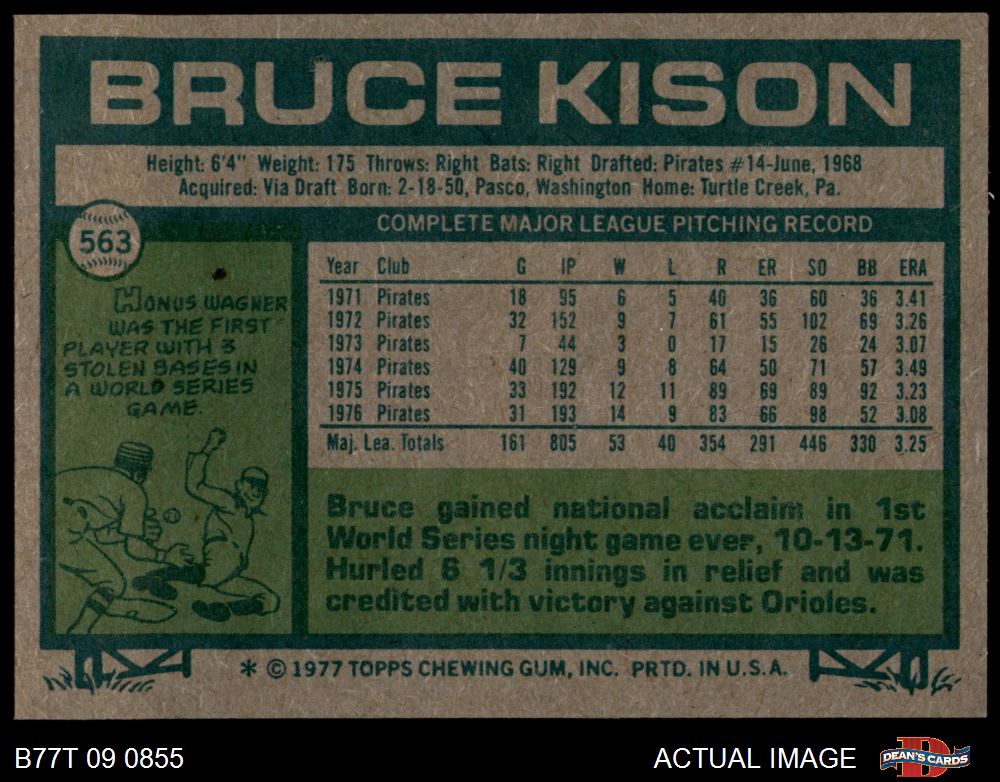 BRUCE KISON
Height: 6'4" Weight: 175 Throws: Right Bats: Right Drafted: Pirates #14-June, 1968
Acquired: Via Draft Born: 2-18-50, Pasco, Washington Home: Turtle Creek, Pa.
COMPLETE MAJOR LEAGUE PITCHING RECORD
563
HONUS WAGNER
WAS THE FIRST
PLAYER WITH 3
STOLEN BASES IN
A WORLD SERIES
GAME.
Year Club G IP W L R ER SO BB ERA
1971 Pirates 18 95 6 5 40 36 60 36 3.41
1972 Pirates 32 152 9 7 61 55 102 69 3.26
1973 Pirates 7 44 3 0 17 15 26 24 3.07
1974 Pirates 40 129 9 8 64 50 71 57 3.49
1975 Pirates 33 192 12 11 89 69 89 92 3.23
1976 Pirates 31 193 14 9 83 66 98 52 3.08
Maj. Lea. Totals 161 805 53 40 354 291 446 330 3.25
Bruce gained national acclaim in 1st
World Series night game ever, 10-13-71.
Hurled 6 1/3 innings in relief and was
credited with victory against Orioles.
* © 1977 TOPPS CHEWING GUM, INC. PRTD. IN U.S.A.
B77T 09 0855
ACTUAL IMAGE
DEAN'S CARDS